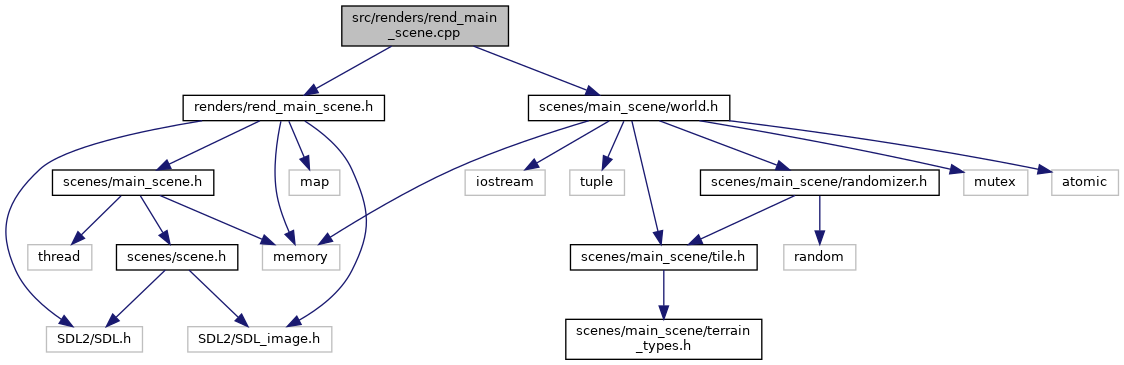 src/renders/rend_main
_scene.cpp
renders/rend_main_scene.h
scenes/main_scene/world.h
scenes/main_scene.h
map
iostream
tuple
scenes/main_scene/randomizer.h
mutex
atomic
thread
scenes/scene.h
memory
scenes/main_scene/tile.h
random
SDL2/SDL.h
SDL2/SDL_image.h
scenes/main_scene/terrain
_types.h